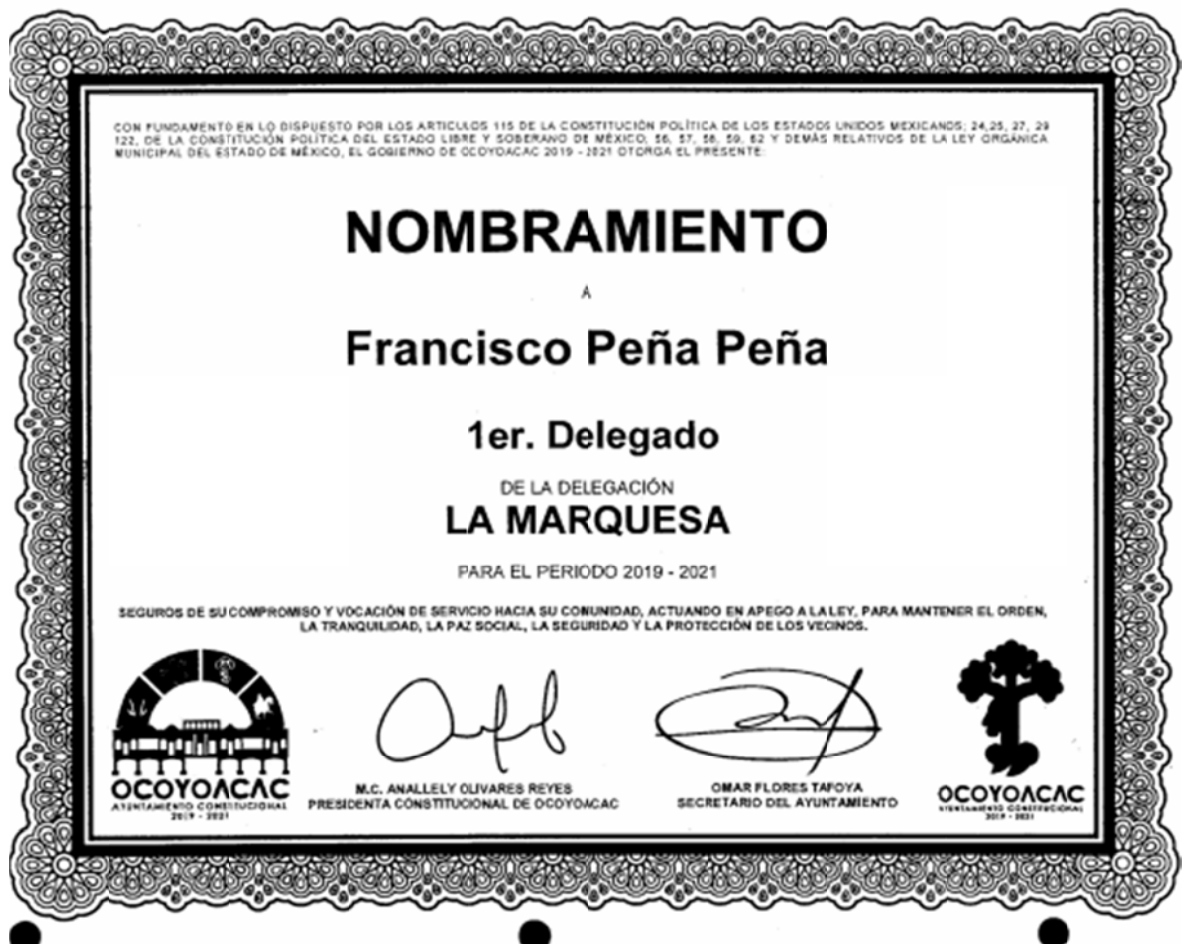 CON FUNDAMENTO EN LO DISPUESTO POR LOS ARTICULOS 115 DE LA CONSTITUCIÓN POLÍTICA DE LOS ESTADOS UNIDOS MEXICANOS; 24,25, 27, 29
122, DE LA CONSTITUCIÓN POLÍTICA DEL ESTADO LIBRE Y SOBERANO DE MÉXICO; 56, 57, 58, 59, 62 Y DEMÁS RELATIVOS DE LA LEY ORGÁNICA
MUNICIPAL DEL ESTADO DE MÉXICO, EL GOBIERNO DE OCOYOACAC 2019 - 2021 OTORGA EL PRESENTE:
NOMBRAMIENTO
A
Francisco Peña Peña
1er. Delegado
DE LA DELEGACIÓN
LA MARQUESA
PARA EL PERIODO 2019 - 2021
SEGUROS DE SU COMPROMISO Y VOCACIÓN DE SERVICIO HACIA SU COMUNIDAD, ACTUANDO EN APEGO A LA LEY, PARA MANTENER EL ORDEN,
LA TRANQUILIDAD, LA PAZ SOCIAL, LA SEGURIDAD Y LA PROTECCIÓN DE LOS VECINOS.
OCOYOACAC
AYUNTAMIENTO CONSTITUCIONAL
2019 - 2021
M.C. ANALLELY OLIVARES REYES
PRESIDENTA CONSTITUCIONAL DE OCOYOACAC
OMAR FLORES TAFOYA
SECRETARIO DEL AYUNTAMIENTO
OCOYOACAC
AYUNTAMIENTO CONSTITUCIONAL
2019 - 2021